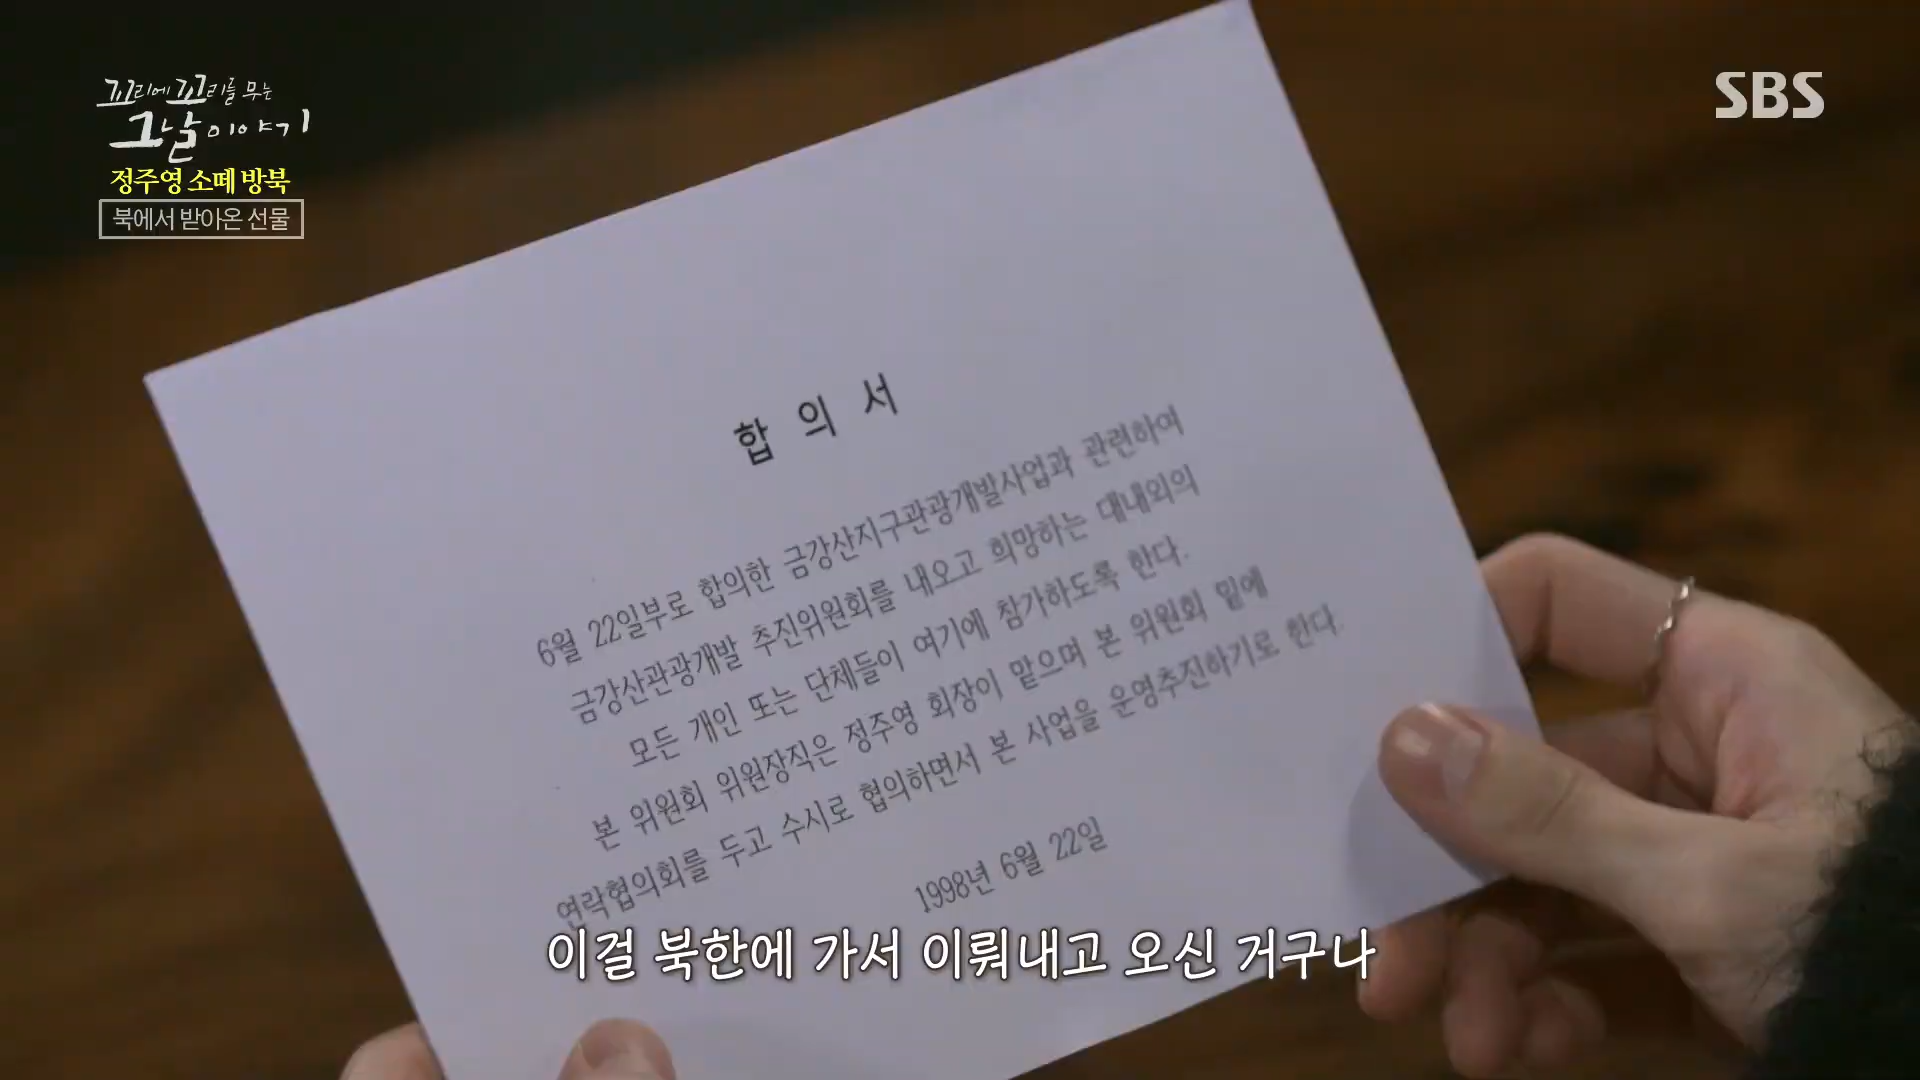 꼬리에 꼬리를 무는
그날 이야기
정주영 소떼 방북
북에서 받아온 선물
SBS
합 의 서
6월 22일부로 합의한 금강산지구관광개발사업과 관련하여
금강산관광개발 추진위원회를 내오고 희망하는 대내외의
모든 개인 또는 단체들이 여기에 참가하도록 한다.
본 위원회 위원장직은 정주영 회장이 맡으며 본 위원회 밑에
연락협의회를 두고 수시로 협의하면서 본 사업을 운영추진하기로 한다.
1998년 6월 22일
이걸 북한에 가서 이뤄내고 오신 거구나